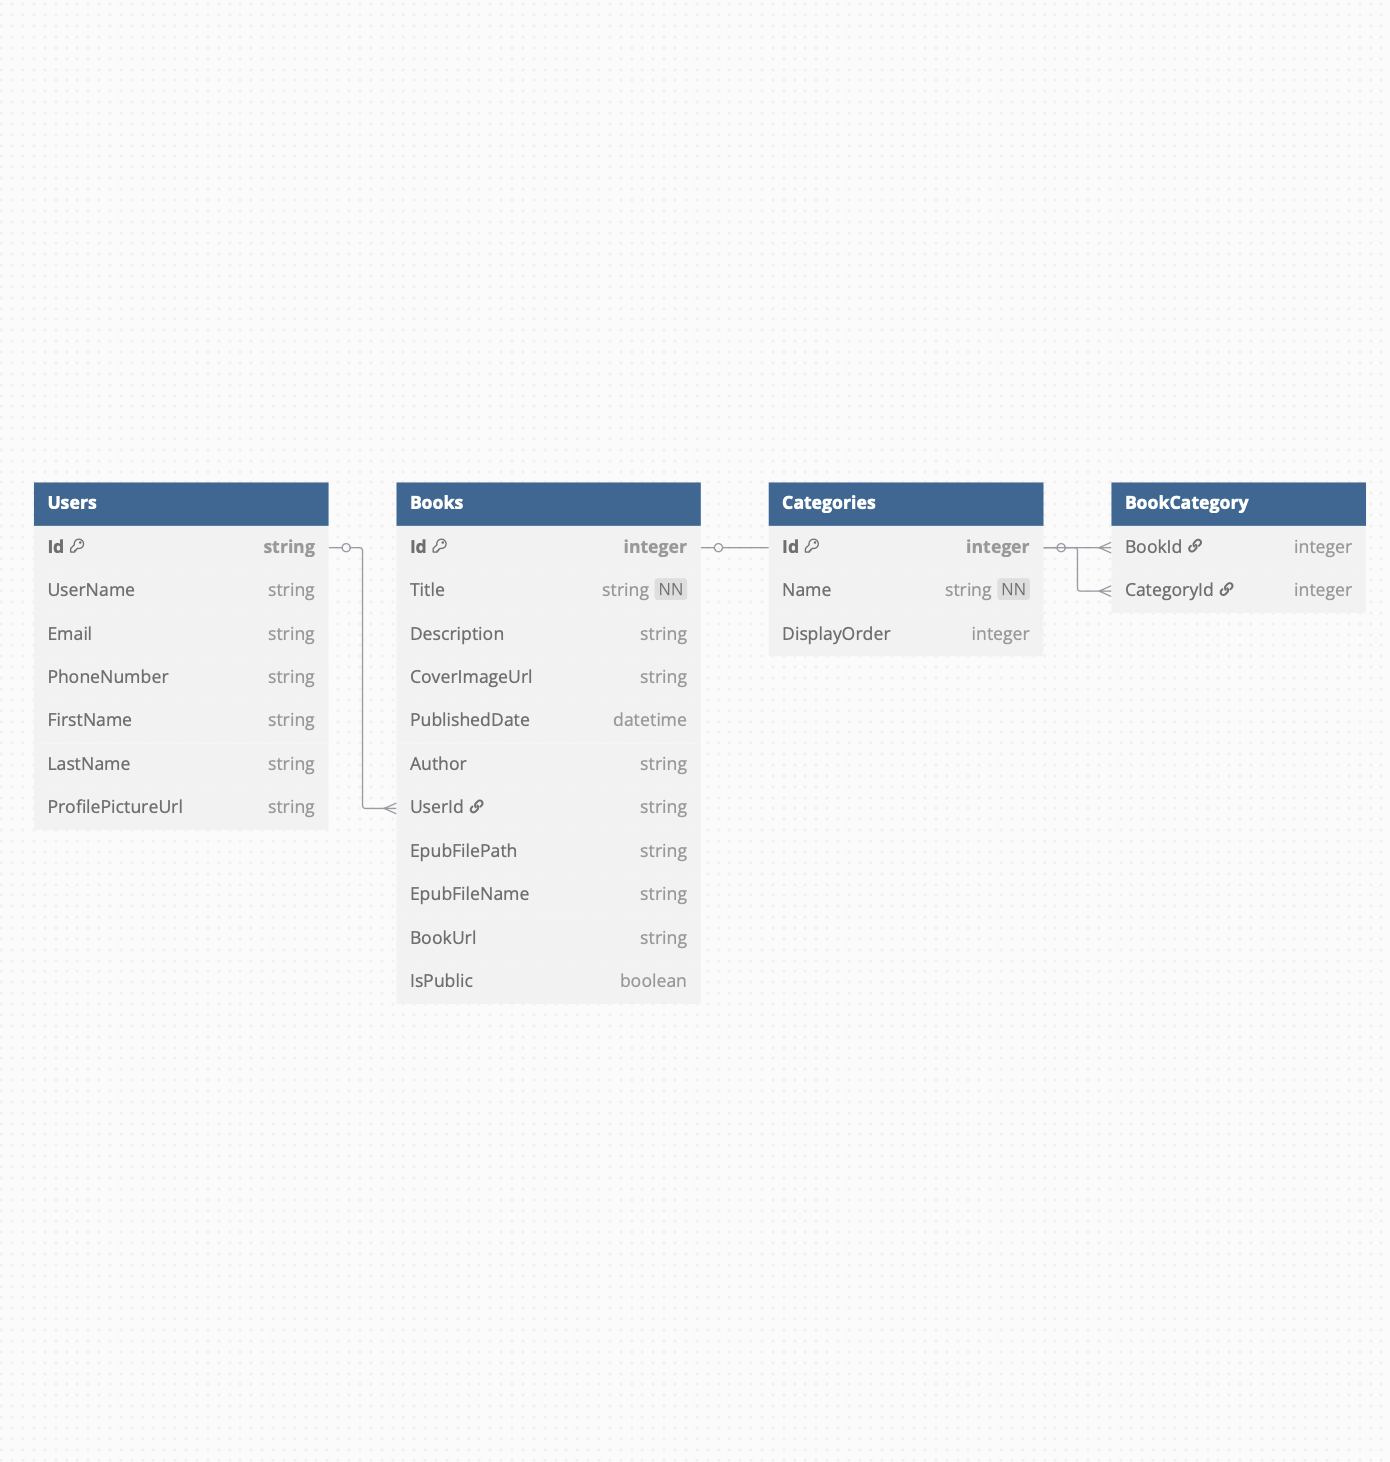 Users
Id string
UserName string
Email string
PhoneNumber string
FirstName string
LastName string
ProfilePictureUrl string
Books
Id integer
Title string NN
Description string
CoverImageUrl string
PublishedDate datetime
Author string
UserId string
EpubFilePath string
EpubFileName string
BookUrl string
IsPublic boolean
Categories
Id integer
Name string NN
DisplayOrder integer
BookCategory
BookId integer
CategoryId integer